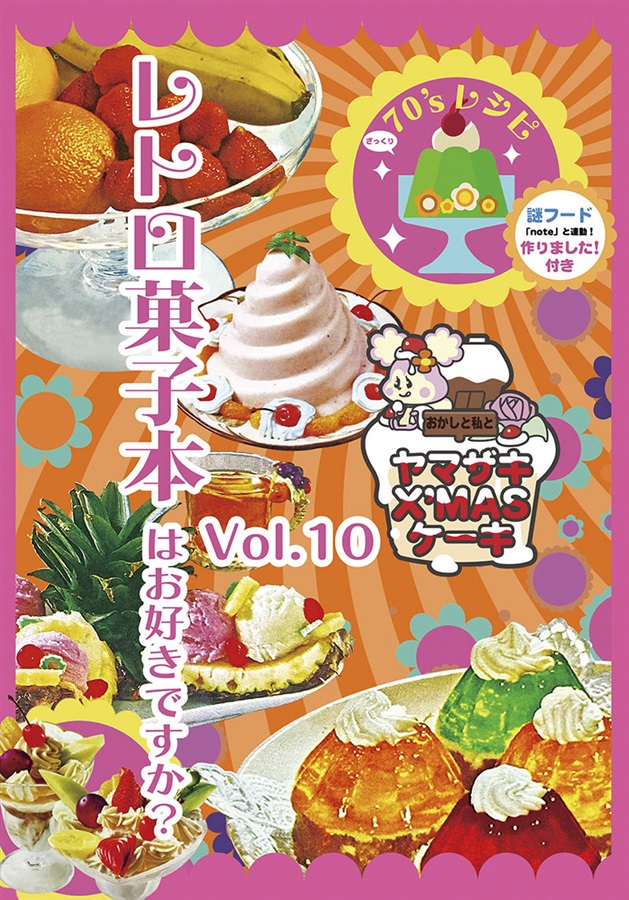 レトロ菓子本
はお好きですか?
Vol.10
70'sレシピ
さっくり
謎フード
「note」と連動!
作りました!
付き
おかしと私と
ヤマザキ
X'MAS
ケーキ